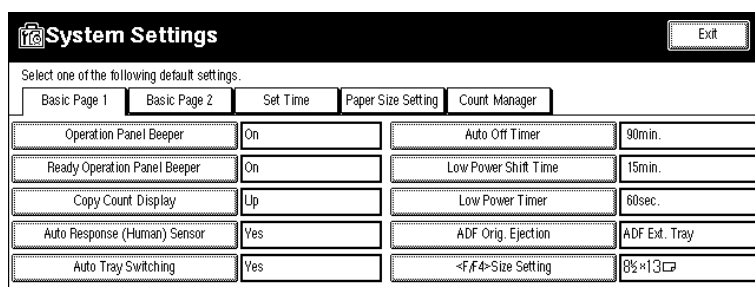 System Settings
Exit
Select one of the following default settings.
Basic Page 1 Basic Page 2 Set Time Paper Size Setting Count Manager
Operation Panel Beeper On Auto Off Timer 90min.
Ready Operation Panel Beeper On Low Power Shift Time 15min.
Copy Count Display Up Low Power Timer 60sec.
Auto Response (Human) Sensor Yes ADF Orig. Ejection ADF Ext. Tray
Auto Tray Switching Yes <F/F4>Size Setting 8½×13